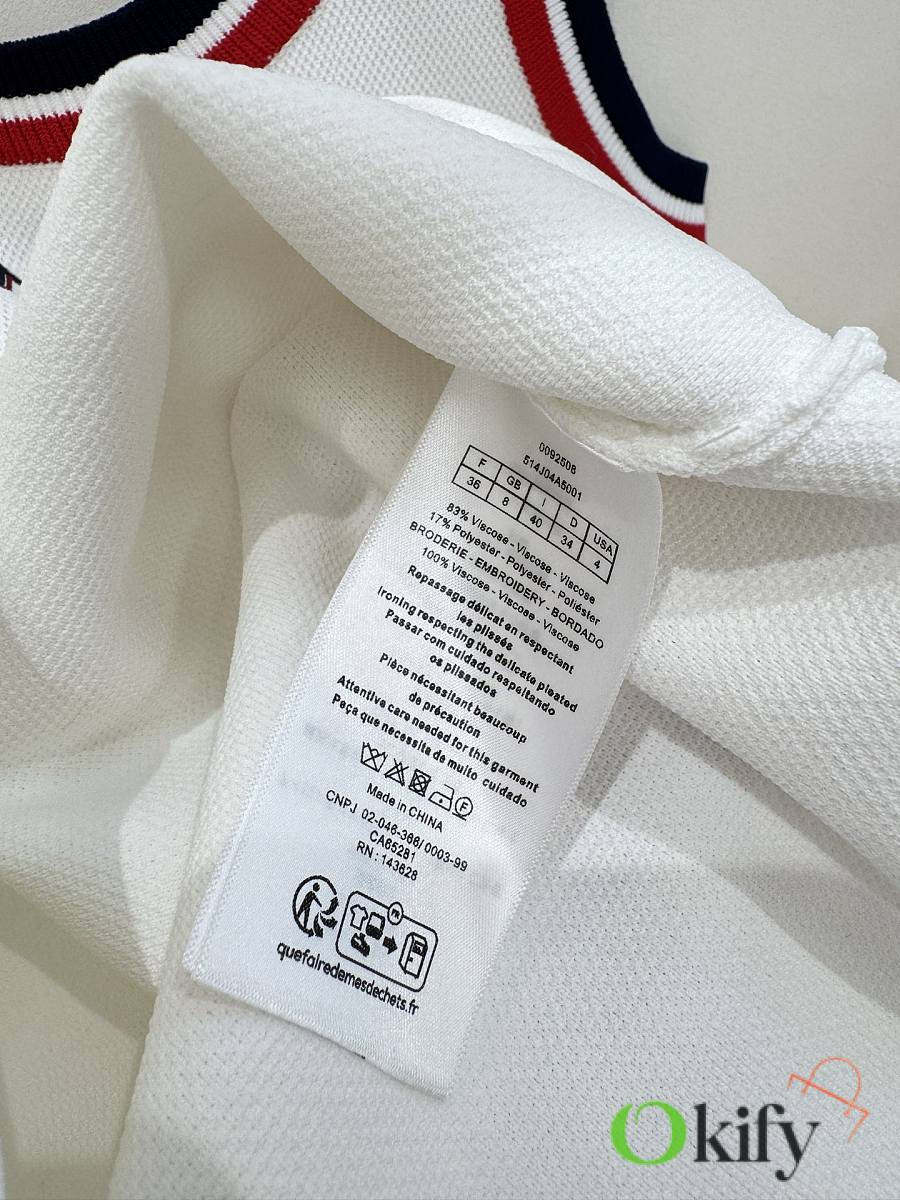 0092508
514J04A5001
F GB I D USA
36 8 40 34 4
83% Viscose - Viscose - Viscose
17% Polyester - Polyester - Poliéster
BRODERIE - EMBROIDERY - BORDADO
100% Viscose - Viscose - Viscose
Repassage délicat en respectant
les plissés
Ironing respecting the delicate pleated
Passar com cuidado respeitando
os plissados
Pièce nécessitant beaucoup
de précaution
Attentive care needed for this garment
Peça que necessita de muito cuidado
F
Made in CHINA
CNPJ 02-046-366/0003-99
CA65281
RN : 143628
FR
quefairedemesdechets.fr
Okify